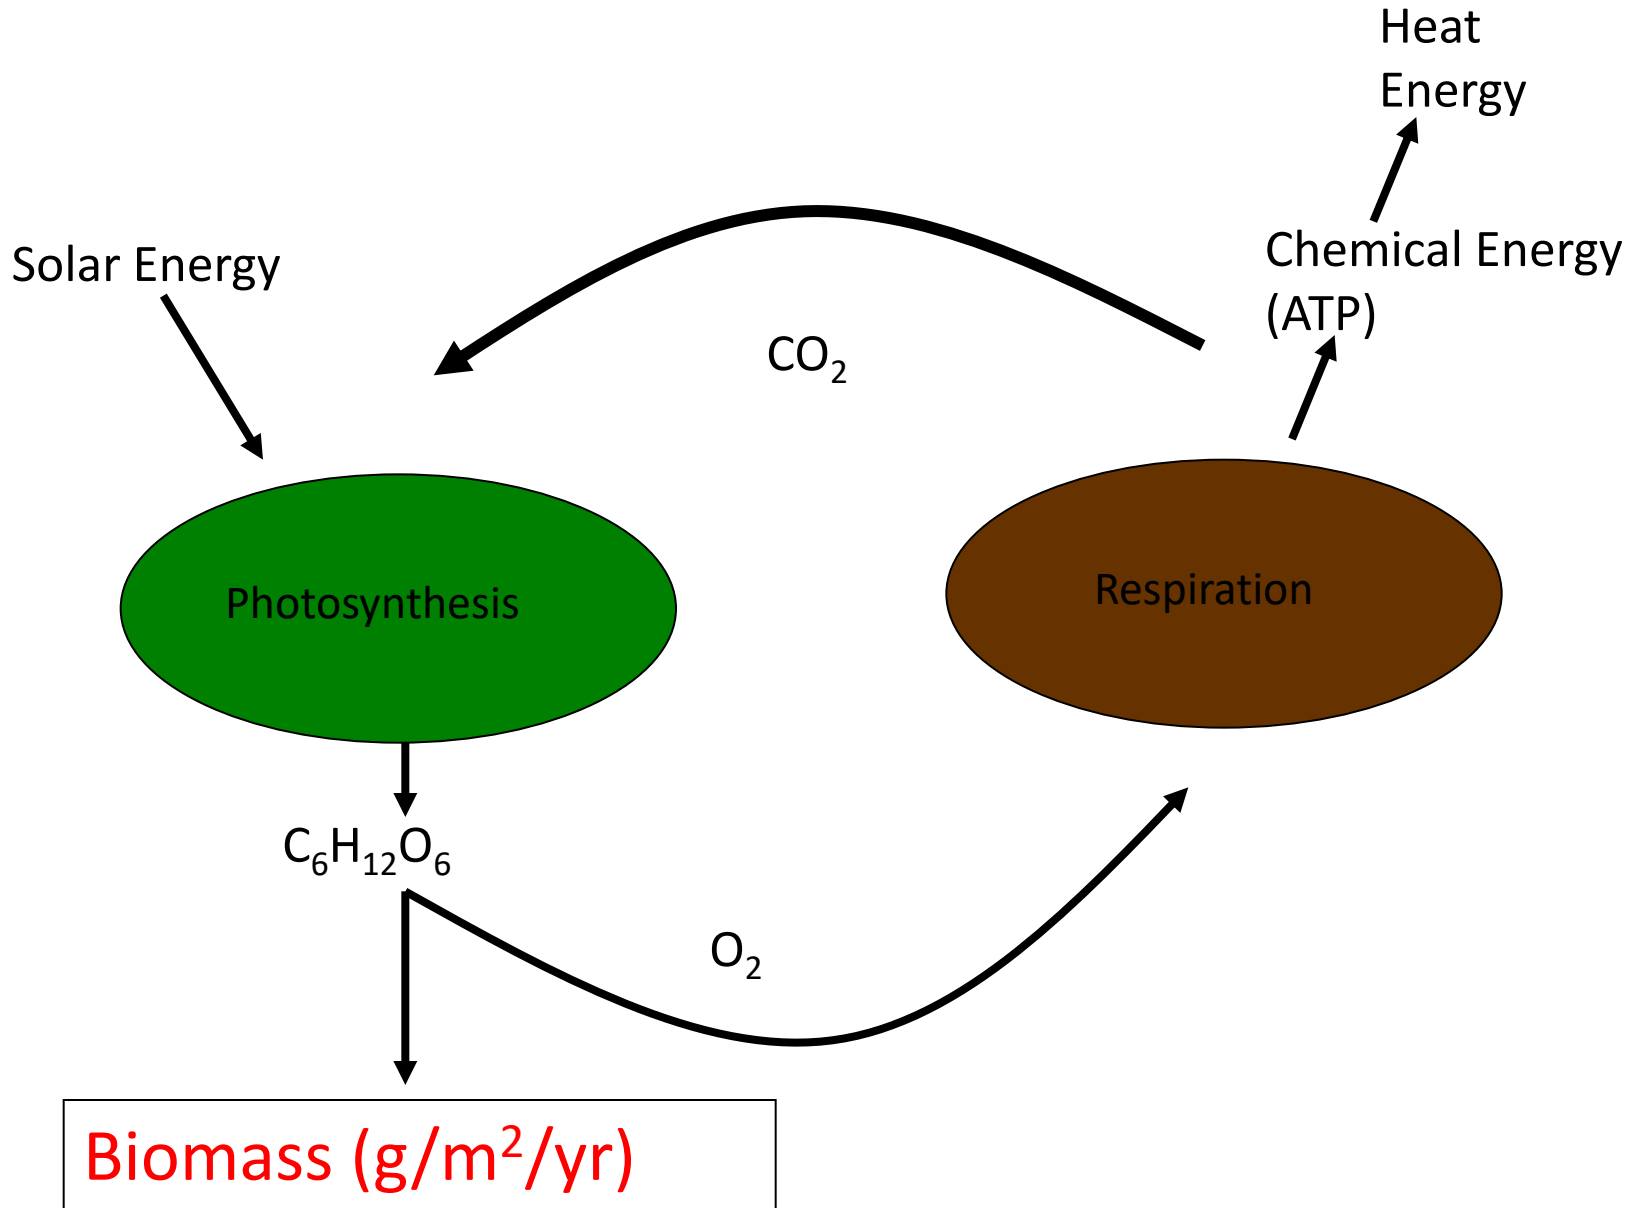 Heat
Energy
Solar Energy
Chemical Energy
(ATP)
CO₂
Photosynthesis
Respiration
C₆H₁₂O₆
O₂
Biomass (g/m²/yr)